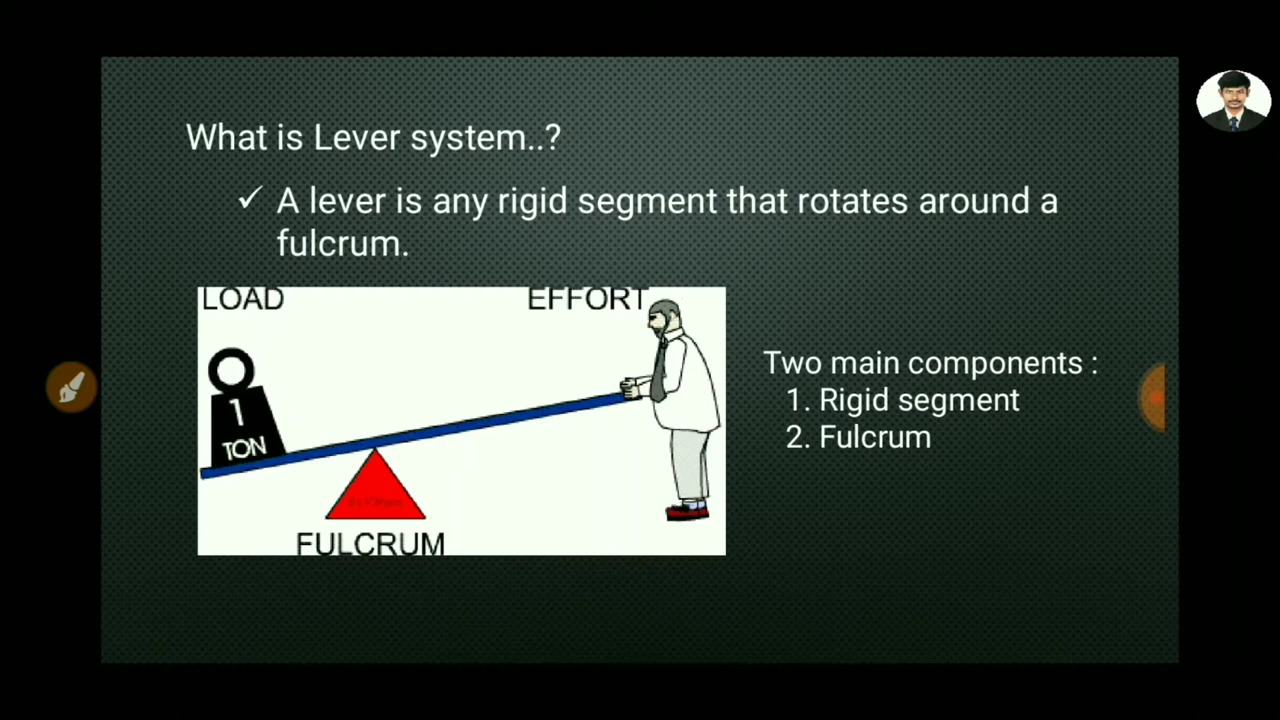 What is Lever system..?
✓ A lever is any rigid segment that rotates around a
fulcrum.
LOAD
EFFORT
1
TON
FULCRUM
Two main components :
1. Rigid segment
2. Fulcrum